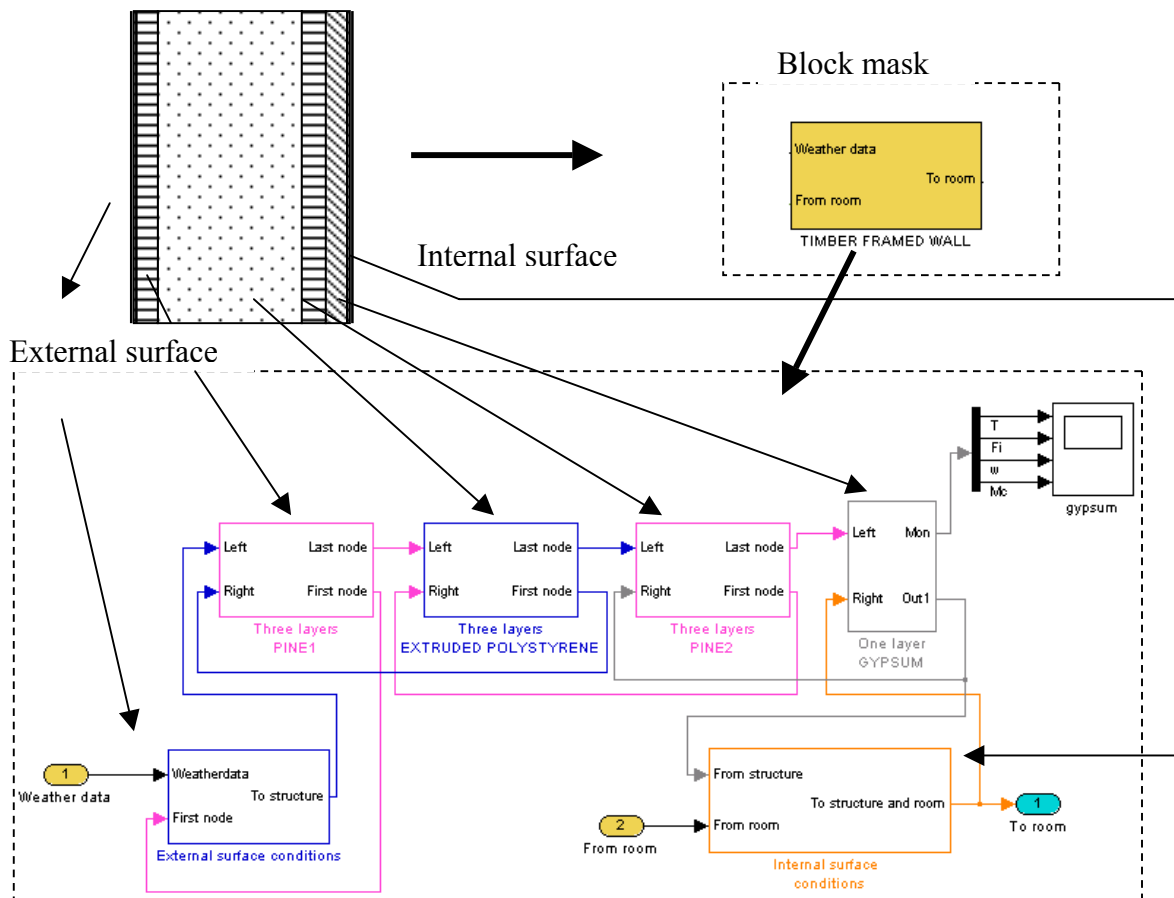 Block mask
Weather data
To room
From room
TIMBER FRAMED WALL
Internal surface
External surface
T
Fi
w
Mc
gypsum
Left
Last node
Right
First node
Three layers
PINE1
Left
Last node
Right
First node
Three layers
EXTRUDED POLYSTYRENE
Left
Last node
Right
First node
Three layers
PINE2
Left
Mon
Right
Out1
One layer
GYPSUM
1
Weather data
Weatherdata
To structure
First node
External surface conditions
2
From room
From structure
To structure and room
From room
Internal surface
conditions
1
To room